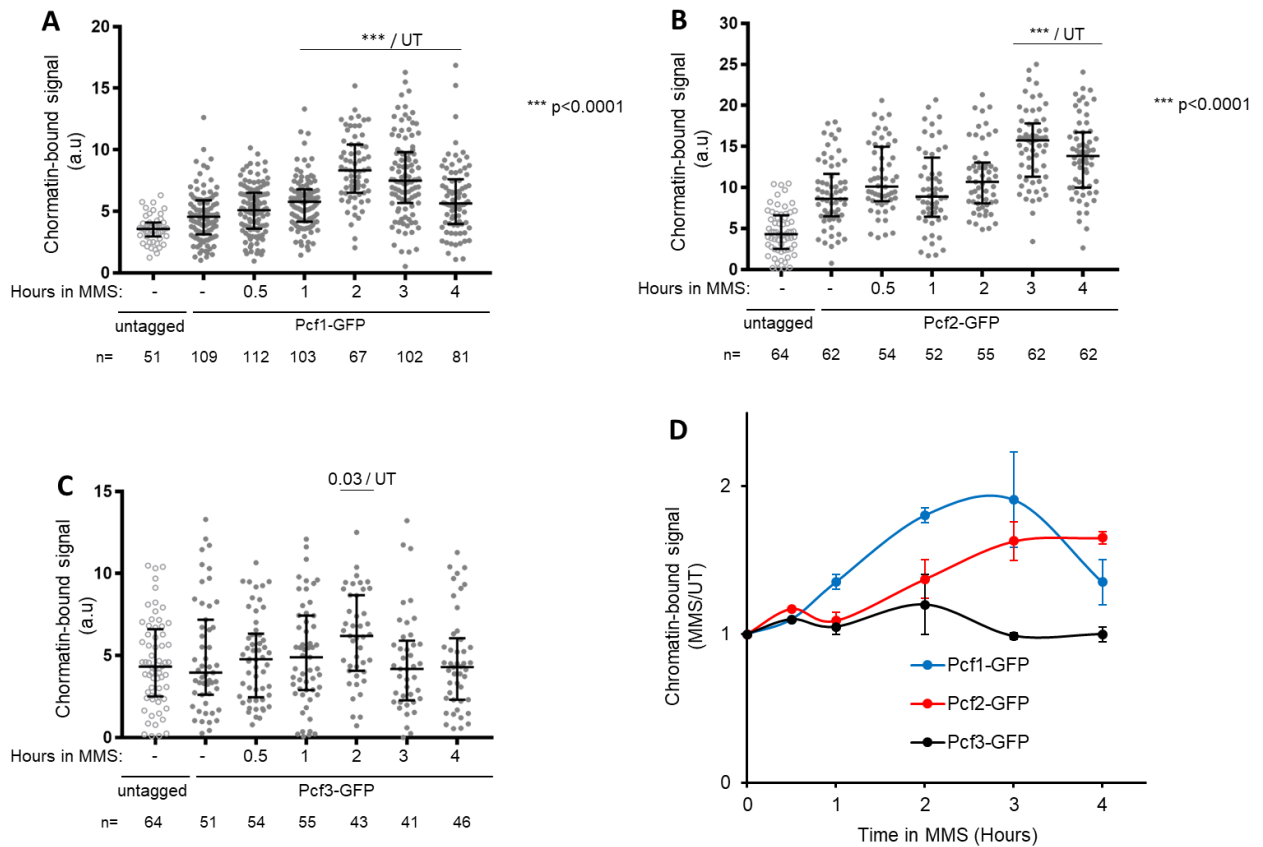 A
Chormatin-bound signal
(a.u)
20
15
10
5
0
*** / UT
*** p<0.0001
Hours in MMS: - - 0.5 1 2 3 4
untagged Pcf1-GFP
n= 51 109 112 103 67 102 81
B
Chormatin-bound signal
(a.u)
30
25
20
15
10
5
0
*** / UT
*** p<0.0001
Hours in MMS: - - 0.5 1 2 3 4
untagged Pcf2-GFP
n= 64 62 54 52 55 62 62
C
Chormatin-bound signal
(a.u)
15
10
5
0
0.03 / UT
Hours in MMS: - - 0.5 1 2 3 4
untagged Pcf3-GFP
n= 64 51 54 55 43 41 46
D
Chromatin-bound signal
(MMS/UT)
2
1
0
Pcf1-GFP
Pcf2-GFP
Pcf3-GFP
0 1 2 3 4
Time in MMS (Hours)